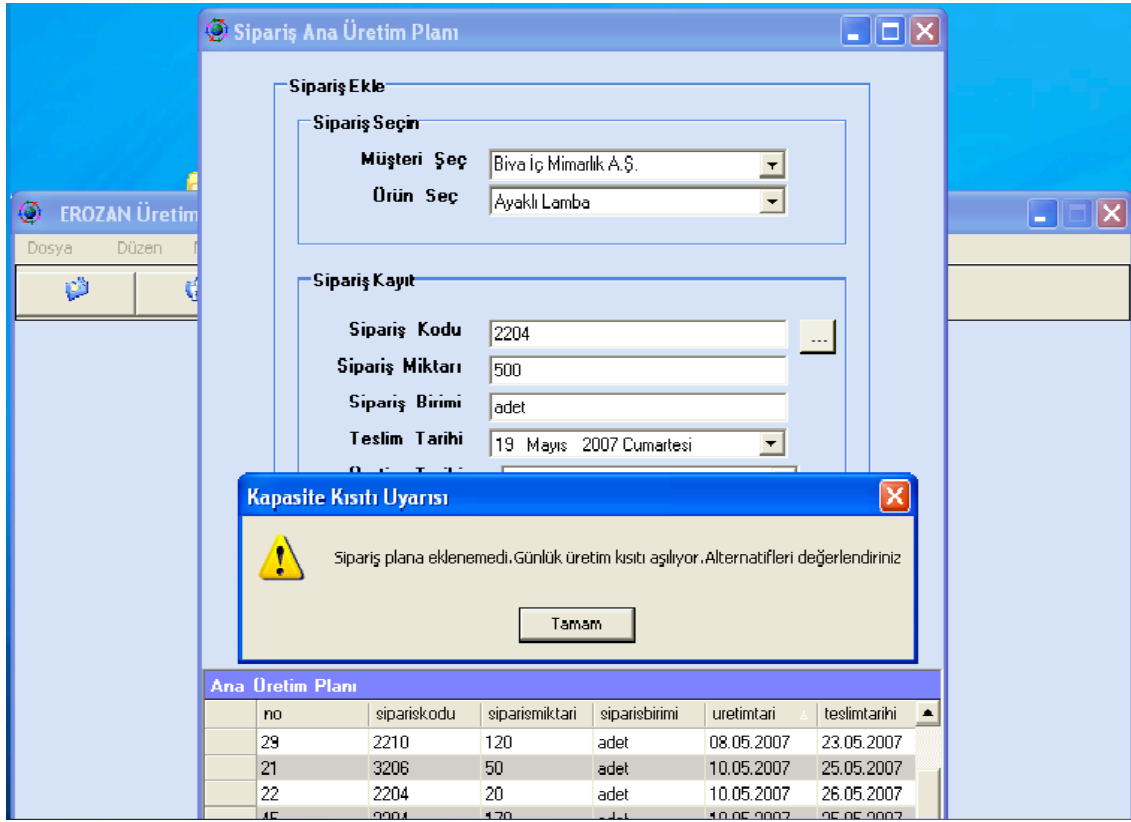 Sipariş Ana Üretim Planı
Sipariş Ekle
Sipariş Seçin
Müşteri Şeç
Biva İç Mimarlık A.Ş.
Ürün Seç
Ayaklı Lamba
EROZAN Üretim
Dosya Düzen
Sipariş Kayıt
Sipariş Kodu
2204
...
Sipariş Miktarı
500
Sipariş Birimi
adet
Teslim Tarihi
19 Mayıs 2007 Cumartesi
Kapasite Kısıtı Uyarısı
Sipariş plana eklenemedi.Günlük üretim kısıtı aşılıyor.Alternatifleri değerlendiriniz
Tamam
Ana Üretim Planı
no sipariskodu siparismiktari siparisbirimi uretimtari teslimtarihi
29 2210 120 adet 08.05.2007 23.05.2007
21 3206 50 adet 10.05.2007 25.05.2007
22 2204 20 adet 10.05.2007 26.05.2007